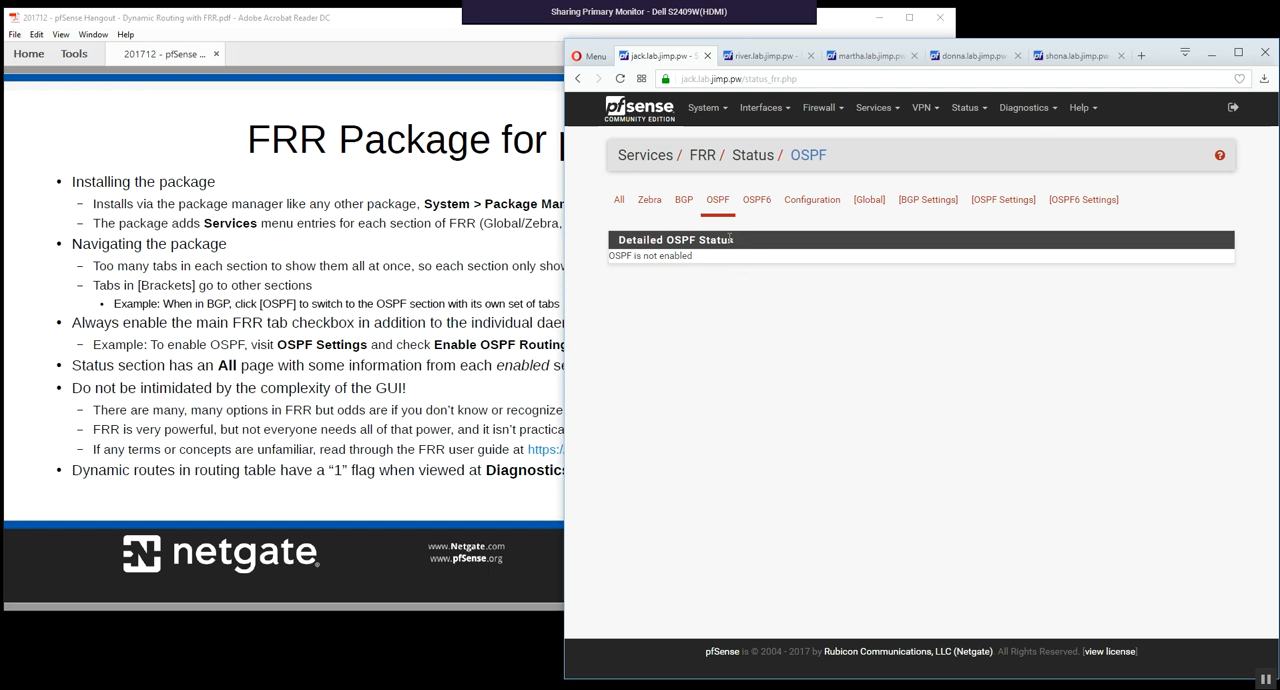 Sharing Primary Monitor - Dell S2409W(HDMI)
201712 - pfSense Hangout - Dynamic Routing with FRR.pdf - Adobe Acrobat Reader DC
File Edit View Window Help
Home Tools 201712 - pfSense ... ×
FRR Package for p
• Installing the package
– Installs via the package manager like any other package, System > Package Man
– The package adds Services menu entries for each section of FRR (Global/Zebra,
• Navigating the package
– Too many tabs in each section to show them all at once, so each section only show
– Tabs in [Brackets] go to other sections
• Example: When in BGP, click [OSPF] to switch to the OSPF section with its own set of tabs
• Always enable the main FRR tab checkbox in addition to the individual daem
– Example: To enable OSPF, visit OSPF Settings and check Enable OSPF Routing
• Status section has an All page with some information from each enabled se
• Do not be intimidated by the complexity of the GUI!
– There are many, many options in FRR but odds are if you don't know or recognize
– FRR is very powerful, but not everyone needs all of that power, and it isn't practica
– If any terms or concepts are unfamiliar, read through the FRR user guide at https:/
• Dynamic routes in routing table have a "1" flag when viewed at Diagnostics
netgate®
www.Netgate.com
www.pfSense.org
Menu jack.lab.jimp.pw - S × river.lab.jimp.pw - × martha.lab.jimp.pw × donna.lab.jimp.pw × shona.lab.jimp.pw × +
jack.lab.jimp.pw/status_frr.php
pfsense COMMUNITY EDITION System Interfaces Firewall Services VPN Status Diagnostics Help
Services / FRR / Status / OSPF
All Zebra BGP OSPF OSPF6 Configuration [Global] [BGP Settings] [OSPF Settings] [OSPF6 Settings]
Detailed OSPF Status
OSPF is not enabled
pfSense is © 2004 - 2017 by Rubicon Communications, LLC (Netgate). All Rights Reserved. [view license]